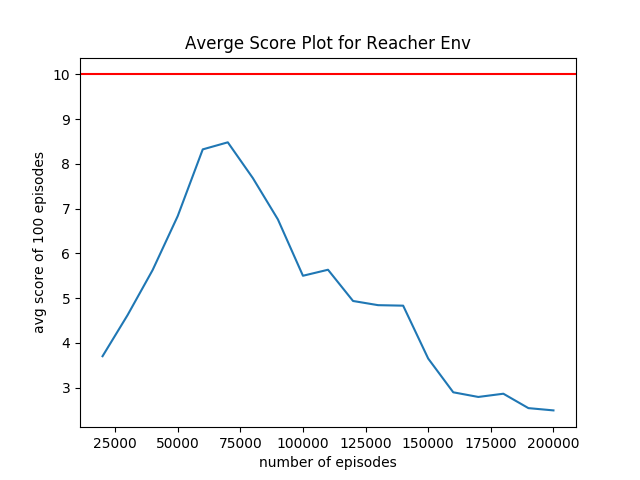 Averge Score Plot for Reacher Env
10
9
8
7
6
5
4
3
avg score of 100 episodes
25000 50000 75000 100000 125000 150000 175000 200000
number of episodes